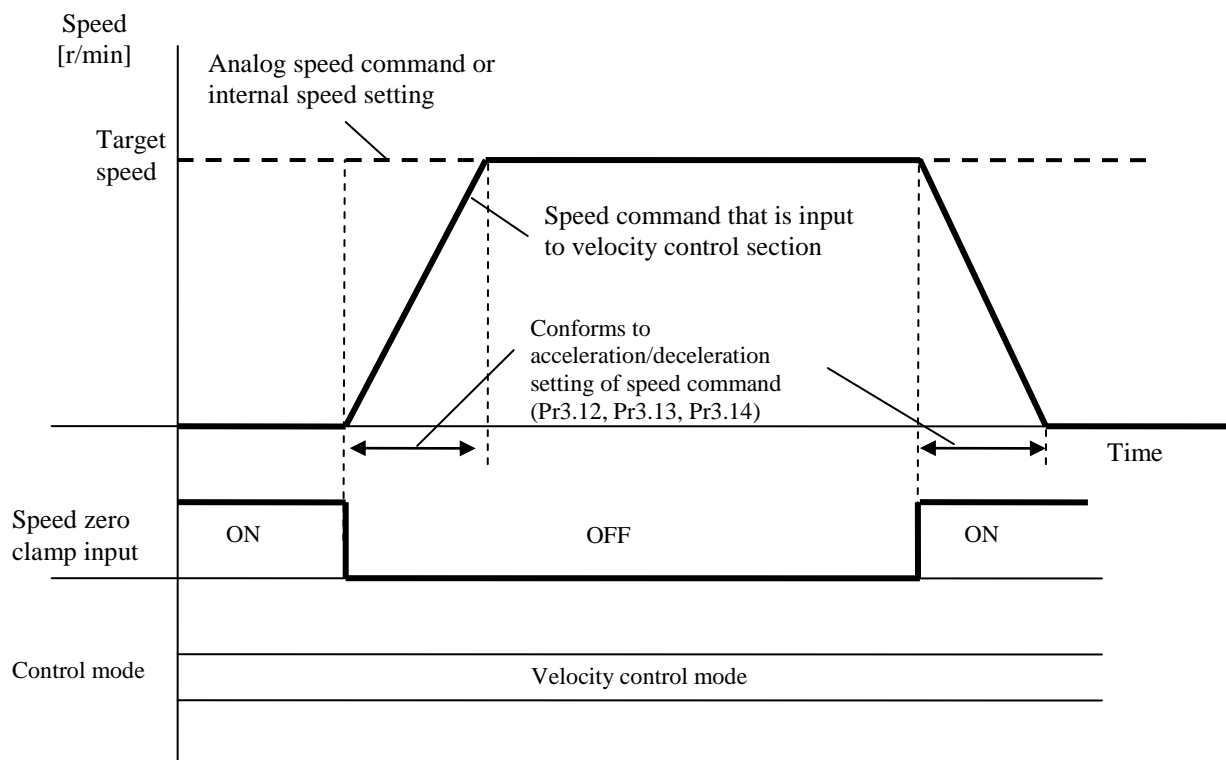 Speed
[r/min]
Analog speed command or
internal speed setting
Target
speed
Speed command that is input
to velocity control section
Conforms to
acceleration/deceleration
setting of speed command
(Pr3.12, Pr3.13, Pr3.14)
Time
Speed zero
clamp input
ON
OFF
ON
Control mode
Velocity control mode